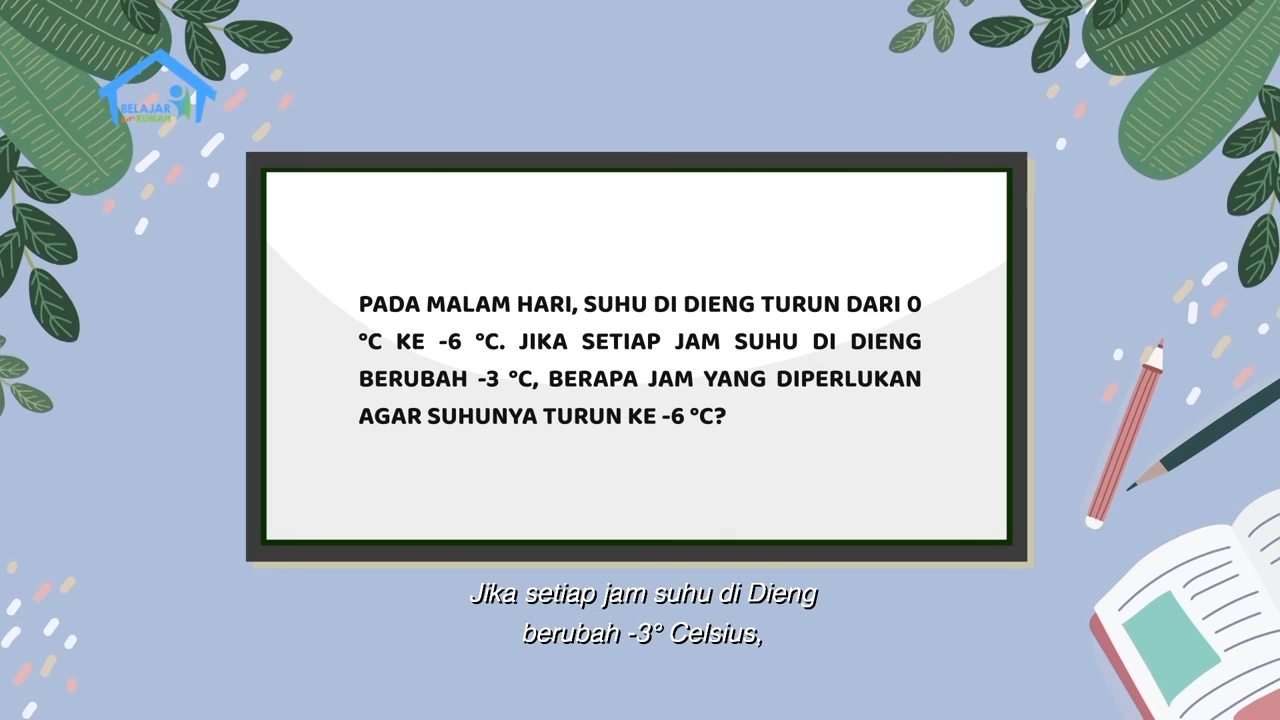 BELAJAR
RUMAH
PADA MALAM HARI, SUHU DI DIENG TURUN DARI 0
°C KE -6 °C. JIKA SETIAP JAM SUHU DI DIENG
BERUBAH -3 °C, BERAPA JAM YANG DIPERLUKAN
AGAR SUHUNYA TURUN KE -6 °C?
Jika setiap jam suhu di Dieng
berubah -3° Celsius,